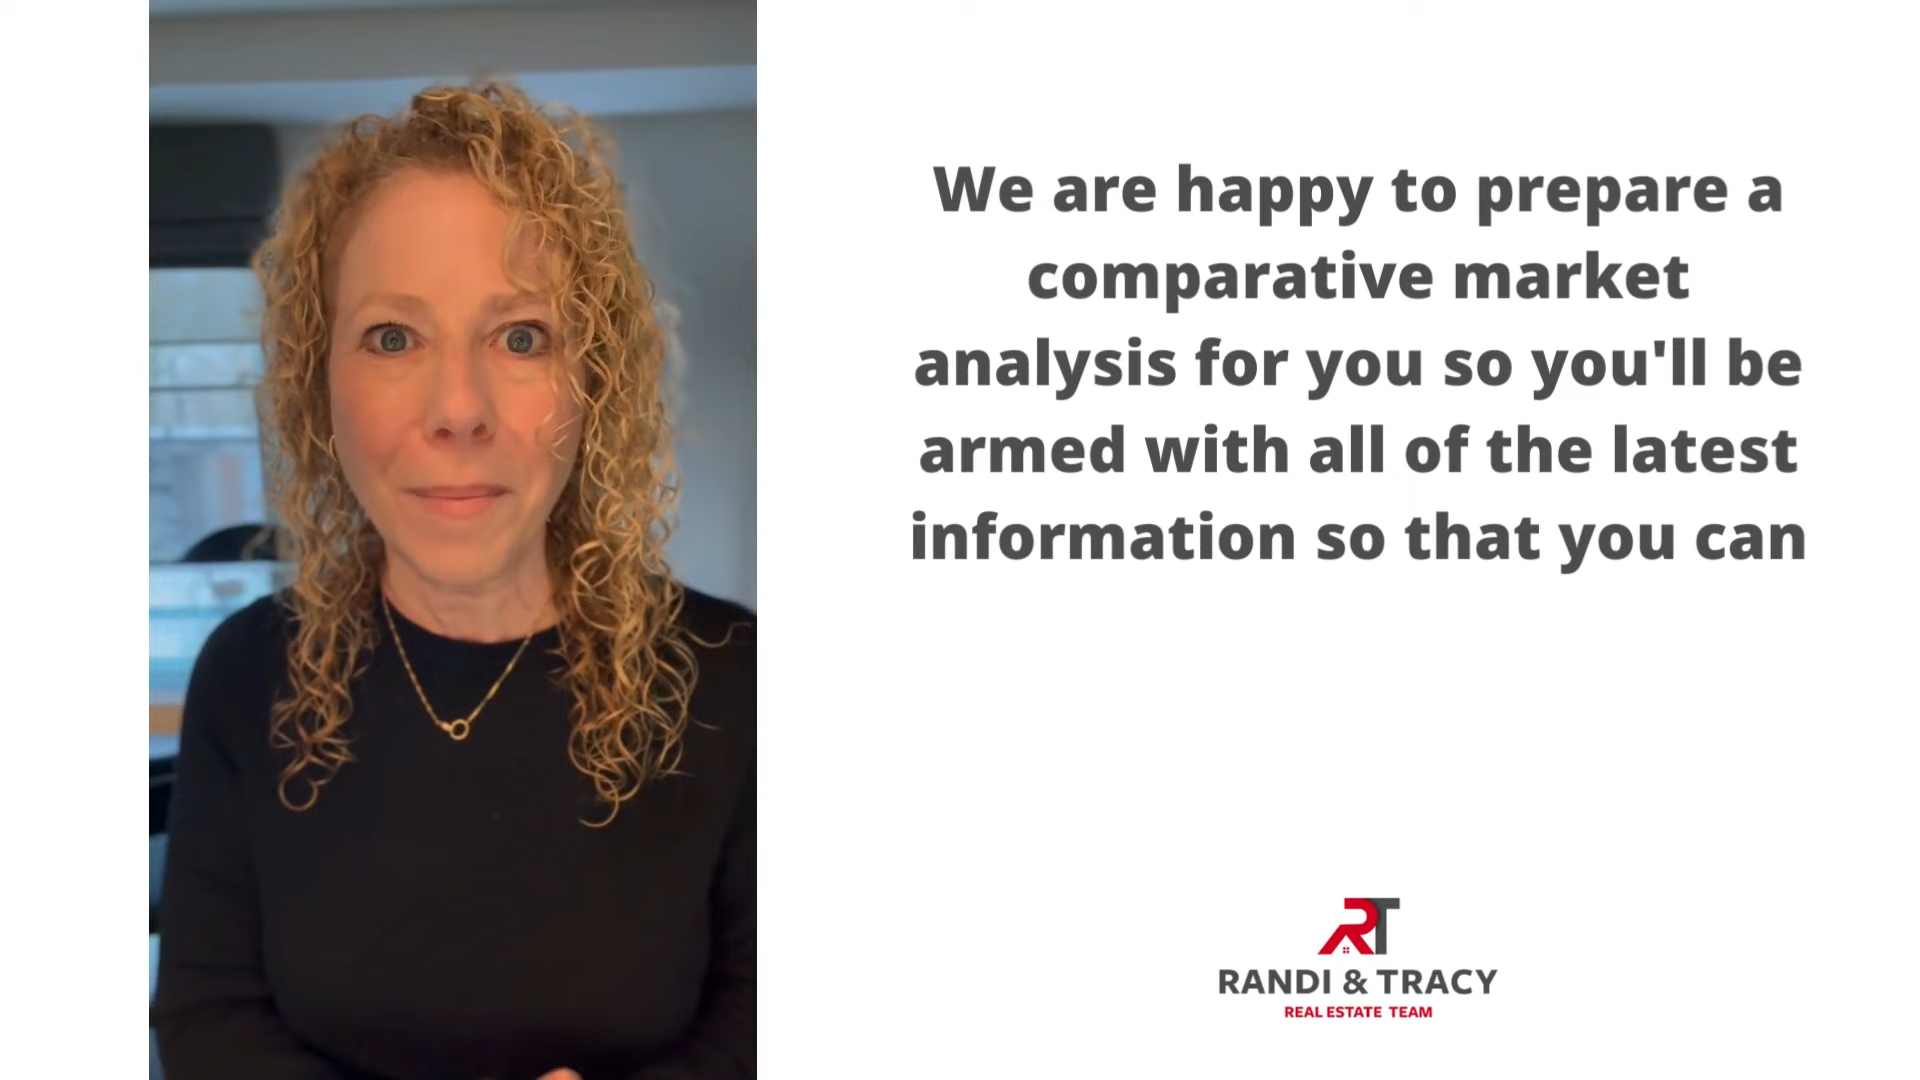 We are happy to prepare a
comparative market
analysis for you so you'll be
armed with all of the latest
information so that you can
RT
RANDI & TRACY
REAL ESTATE TEAM